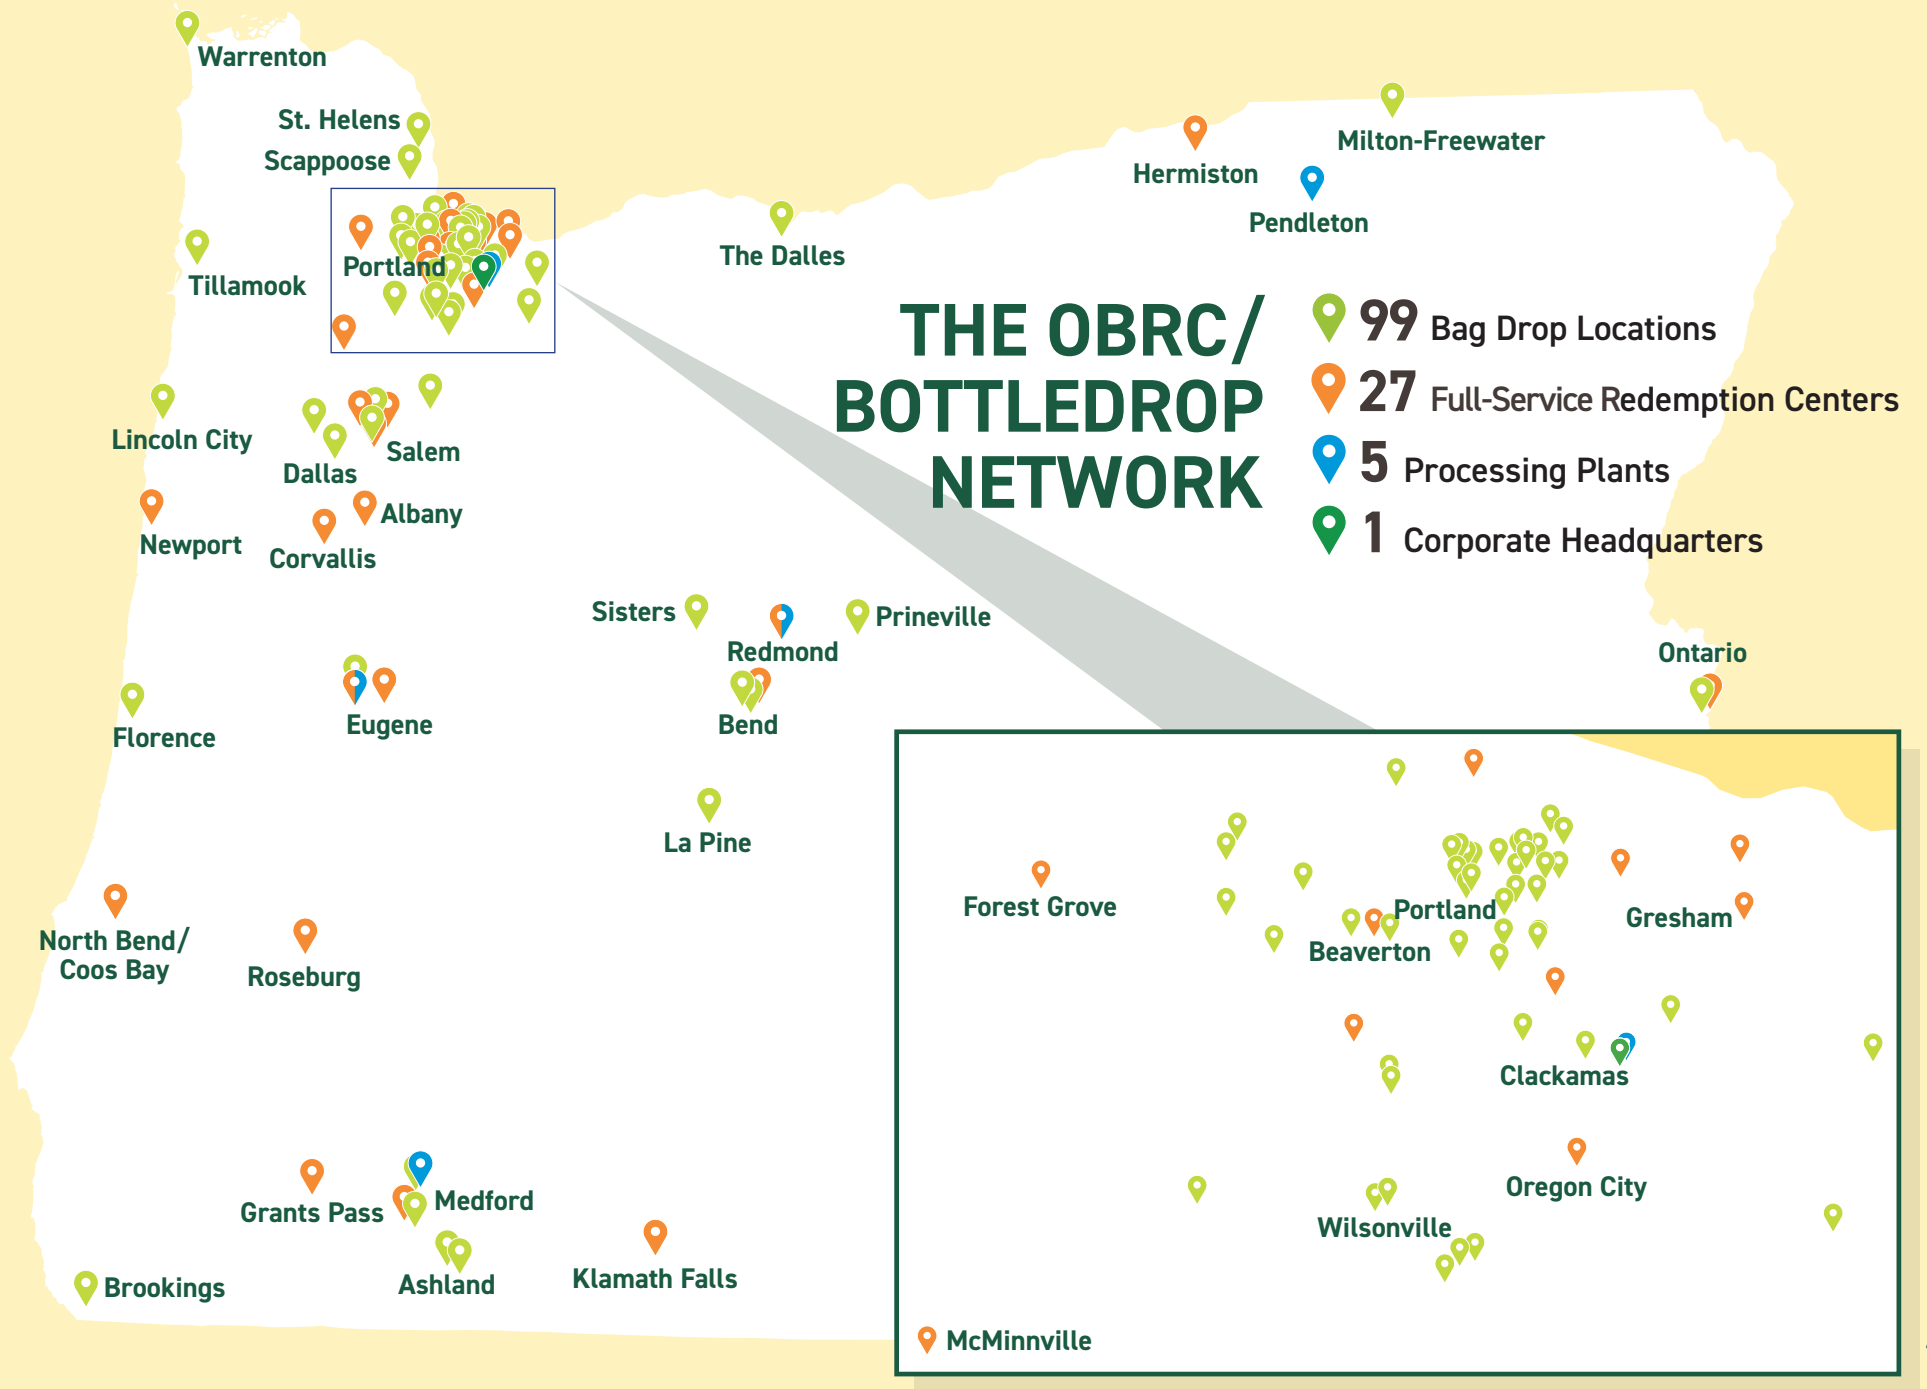 Warrenton
St. Helens
Scappoose
Milton-Freewater
Hermiston
Pendleton
The Dalles
Portland
Tillamook
THE OBRC/
BOTTLEDROP
NETWORK
99 Bag Drop Locations
27 Full-Service Redemption Centers
5 Processing Plants
1 Corporate Headquarters
Lincoln City
Salem
Dallas
Albany
Newport
Corvallis
Sisters
Prineville
Redmond
Ontario
Eugene
Bend
Florence
La Pine
North Bend/
Coos Bay
Roseburg
Medford
Grants Pass
Klamath Falls
Ashland
Brookings
Forest Grove
Portland
Gresham
Beaverton
Clackamas
Oregon City
Wilsonville
McMinnville